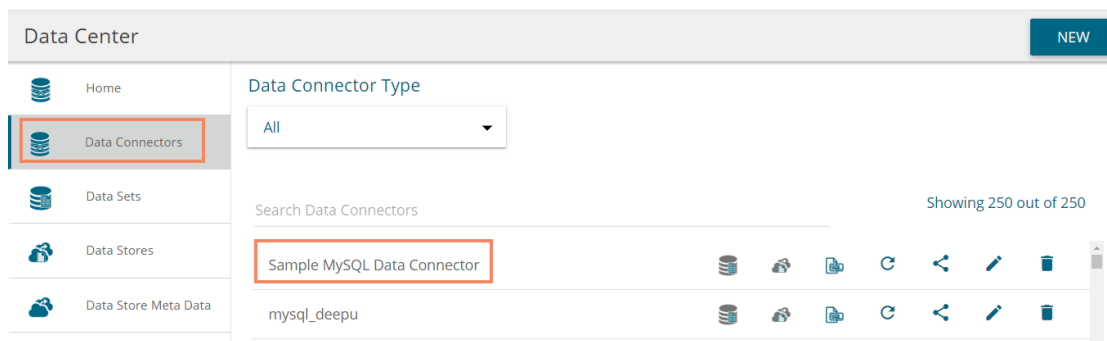 Data Center
NEW
Home
Data Connectors
Data Sets
Data Stores
Data Store Meta Data
Data Connector Type
All
Search Data Connectors
Showing 250 out of 250
Sample MySQL Data Connector
mysql_deepu